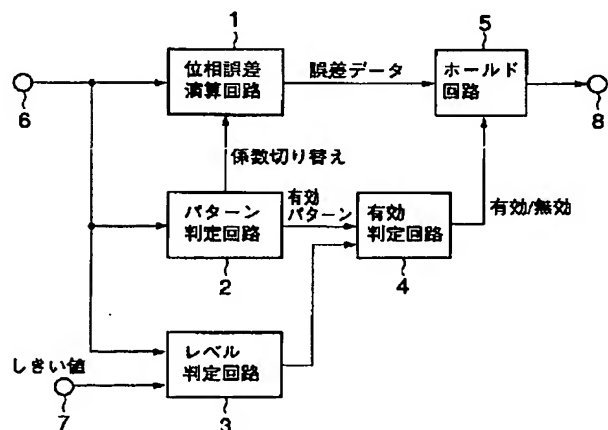 1
5
位相誤差
演算回路
誤差データ
ホールド
回路
6
8
係数切り替え
パターン
判定回路
有効
パターン
有効
判定回路
有効/無効
2
4
しきい値
レベル
判定回路
7
3